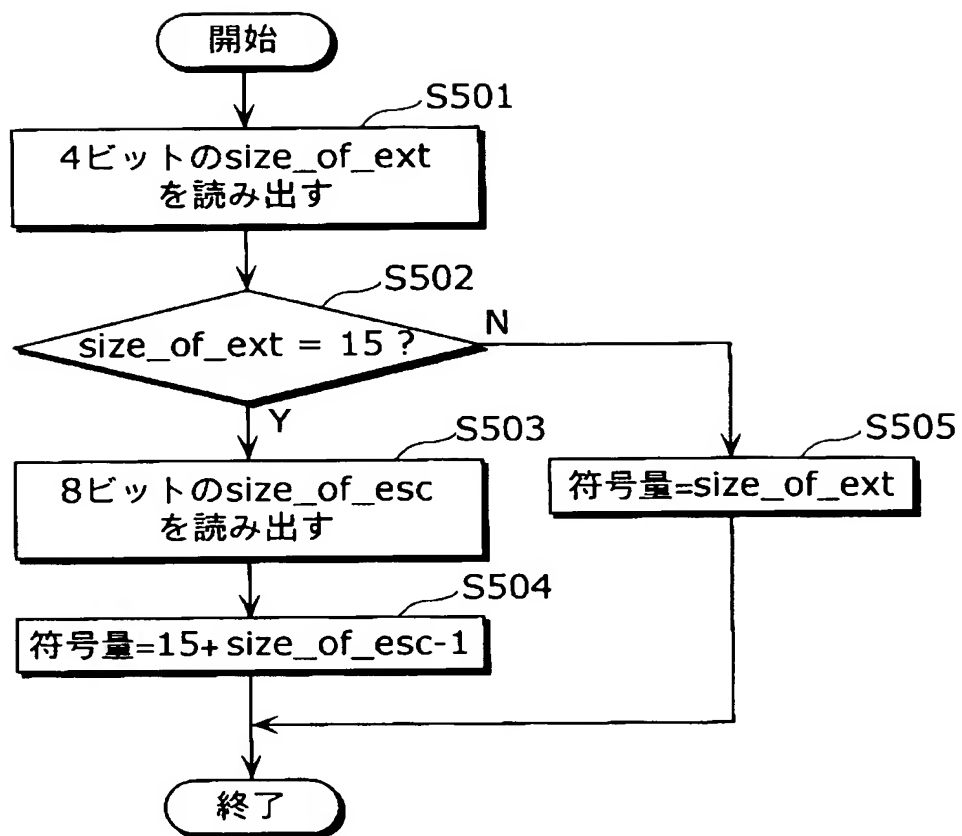 開始
S501
4ビットのsize_of_ext
を読み出す
S502
size_of_ext = 15 ?
N
Y
S503
8ビットのsize_of_esc
を読み出す
S505
符号量=size_of_ext
S504
符号量=15+size_of_esc-1
終了